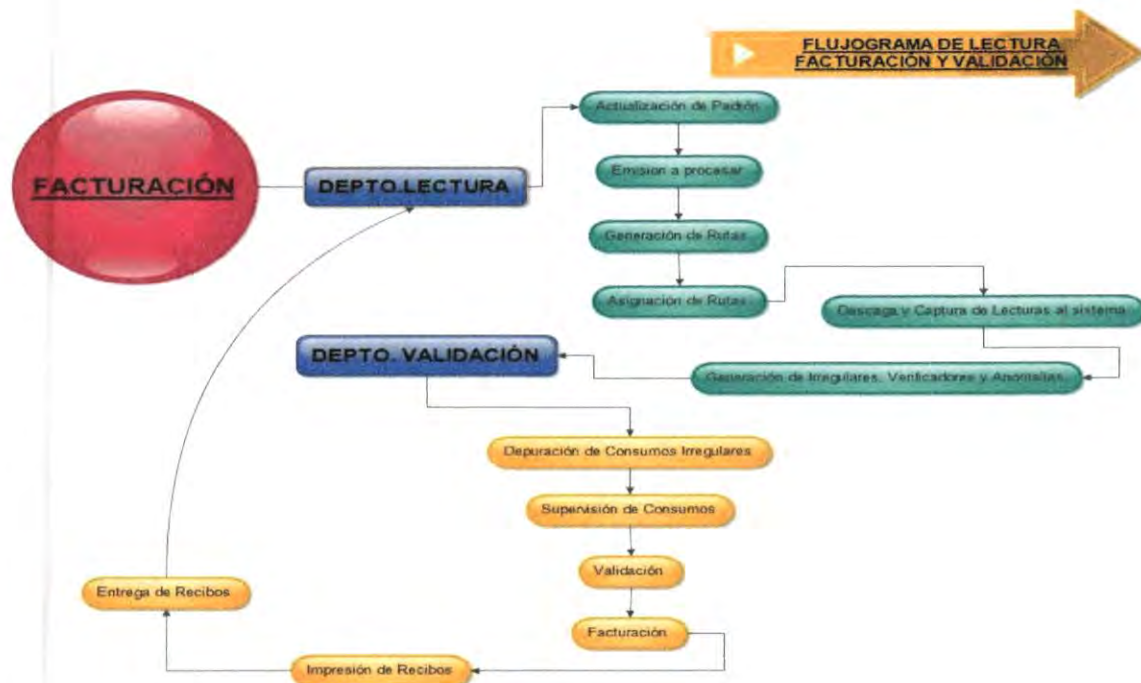 FLUJOGRAMA DE LECTURA
FACTURACIÓN Y VALIDACIÓN
FACTURACIÓN
DEPTO.LECTURA
Actualización de Padrón
Emision a procesar
Generación de Rutas
Asignación de Rutas
Descaga y Captura de Lecturas al sistema
Generación de Irregulares, Verificadores y Anomalías
DEPTO. VALIDACIÓN
Depuración de Consumos Irregulares
Supervisión de Consumos
Validación
Facturación
Impresión de Recibos
Entrega de Recibos